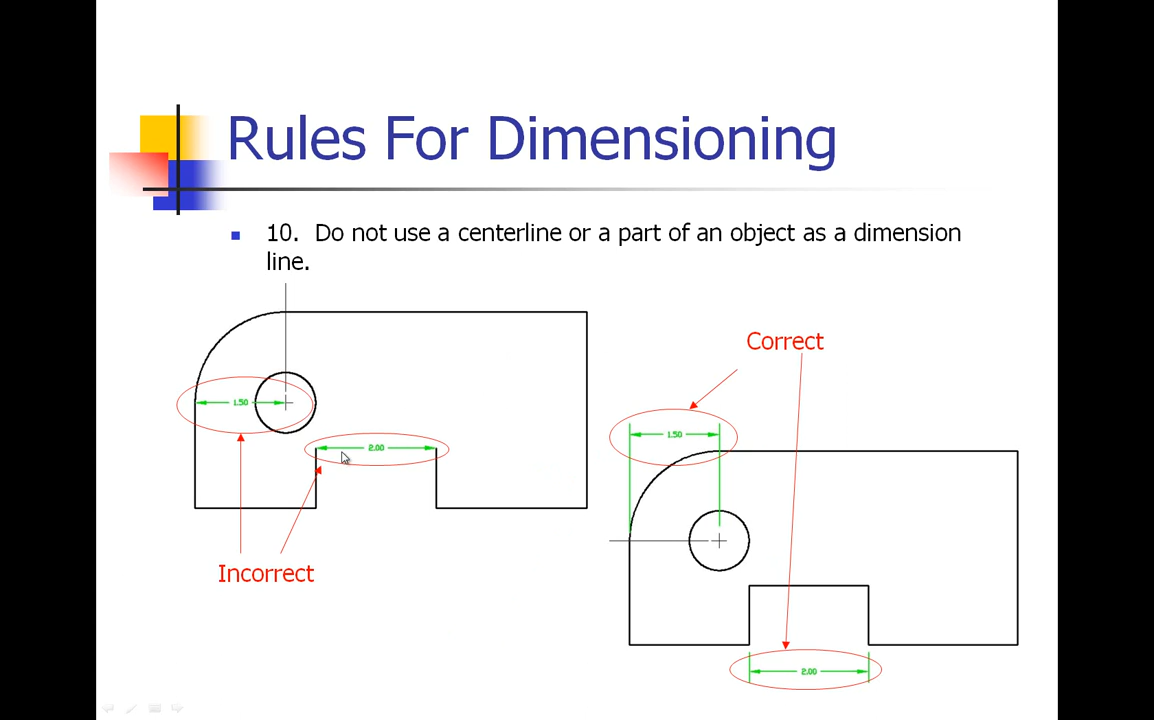 Rules For Dimensioning
10. Do not use a centerline or a part of an object as a dimension
line.
Correct
1.50
1.50
2.00
Incorrect
2.00